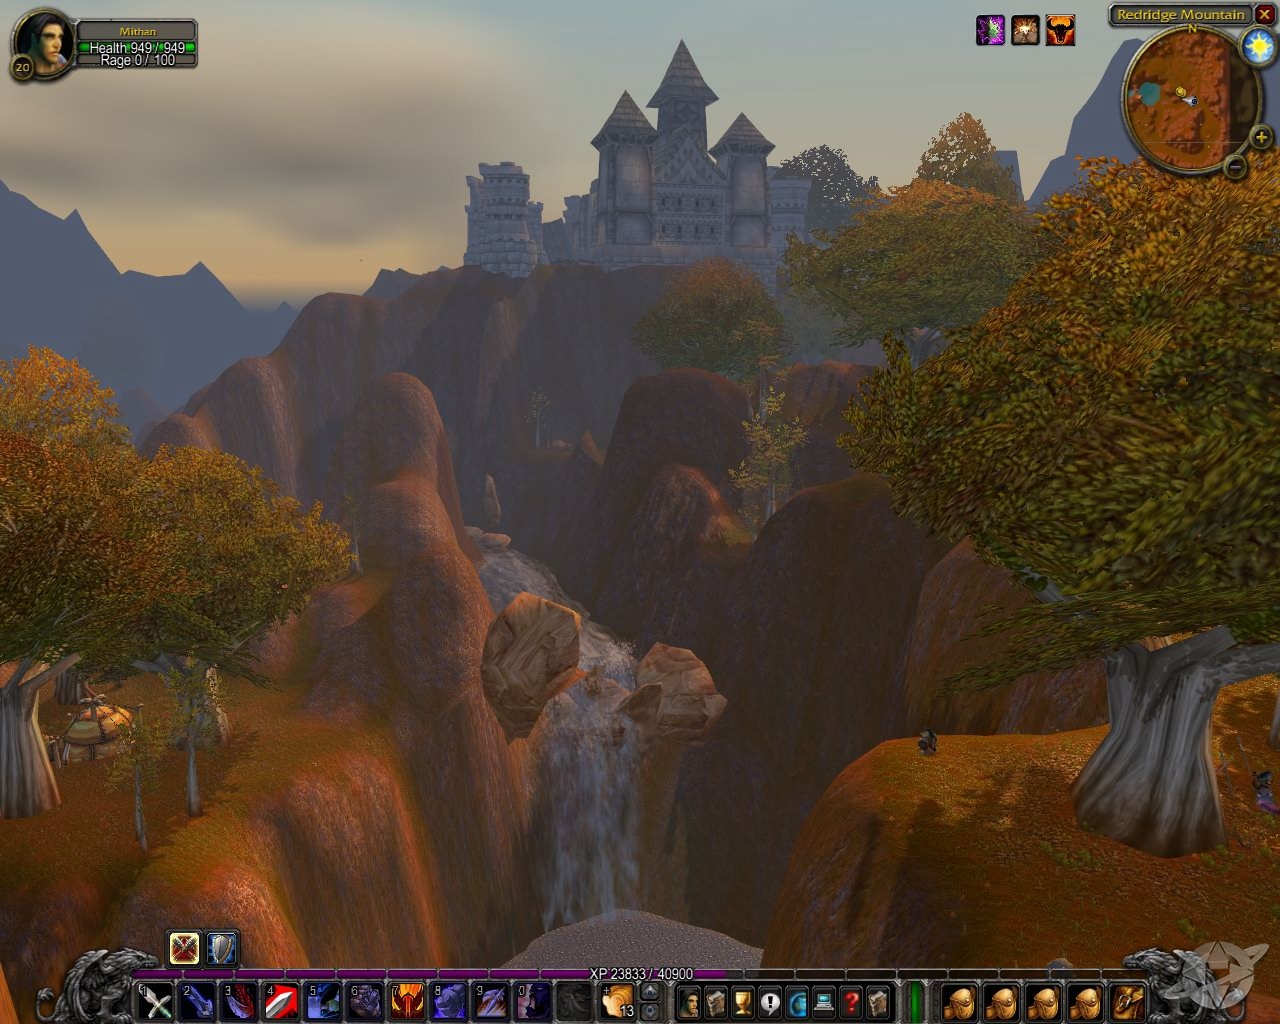 Mithan
Health 949 / 949
Rage 0 / 100
20
Redridge Mountain
N
XP 23833 / 40900
1 2 3 4 5 6 7 8 9 0 +
13